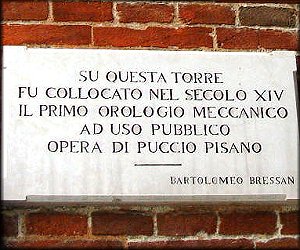 SU QUESTA TORRE
FU COLLOCATO NEL SECOLO XIV
IL PRIMO OROLOGIO MECCANICO
AD USO PUBBLICO
OPERA DI PUCCIO PISANO
BARTOLOMEO BRESSAN